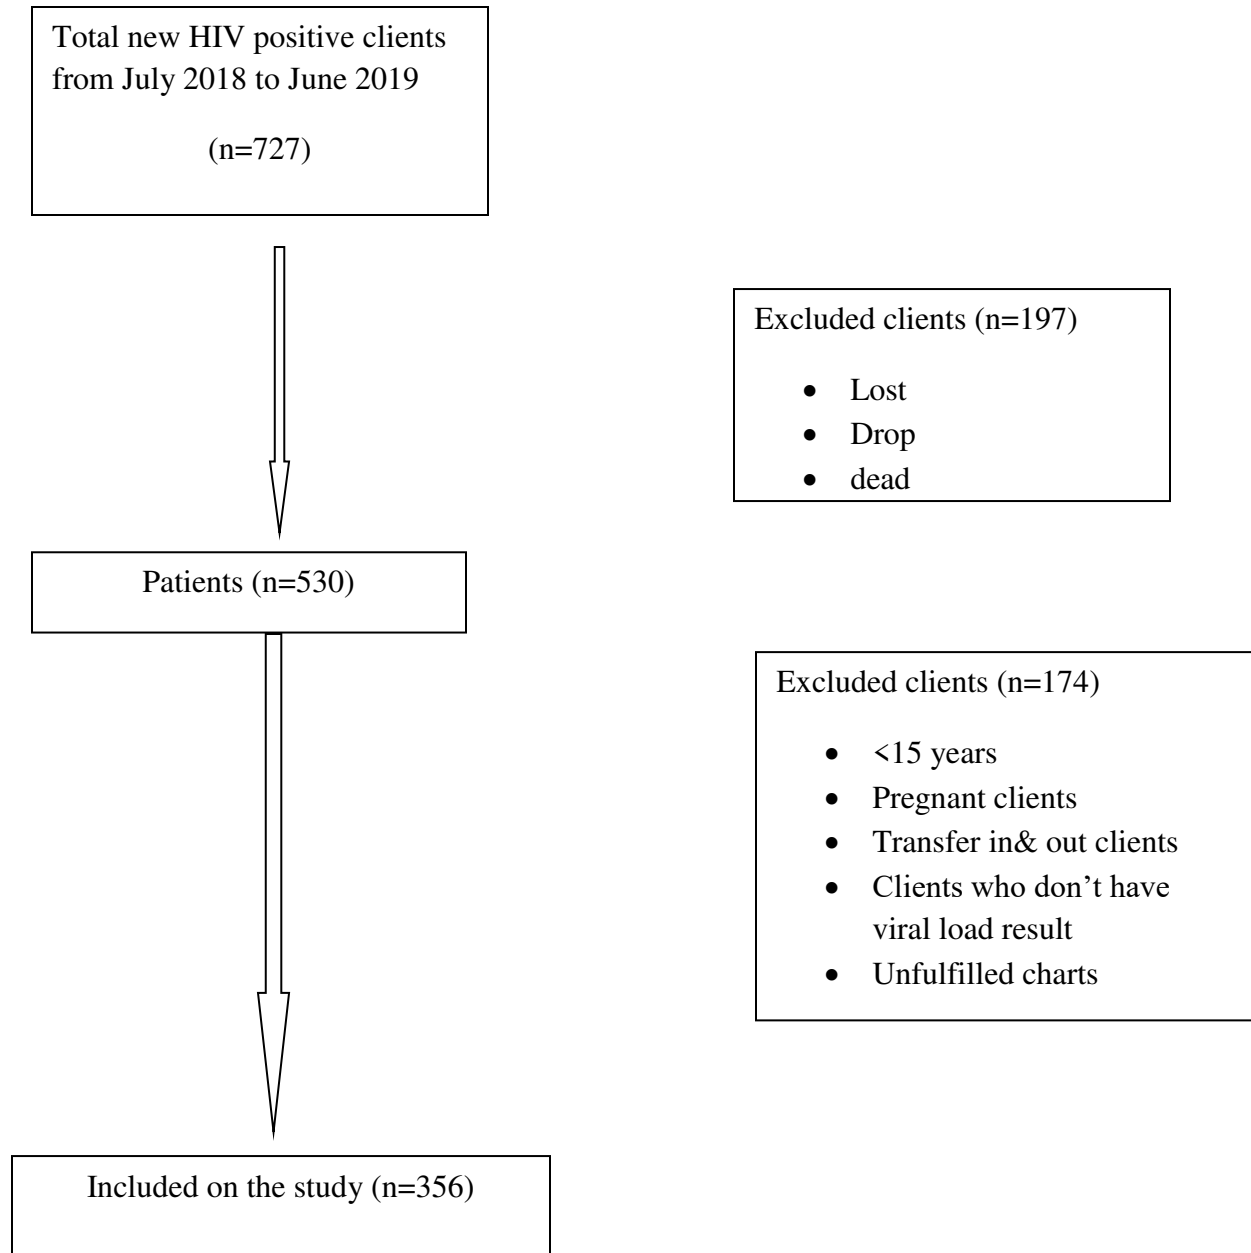 Total new HIV positive clients
from July 2018 to June 2019
(n=727)
Excluded clients (n=197)
• Lost
• Drop
• dead
Patients (n=530)
Excluded clients (n=174)
• <15 years
• Pregnant clients
• Transfer in& out clients
• Clients who don’t have
viral load result
• Unfulfilled charts
Included on the study (n=356)